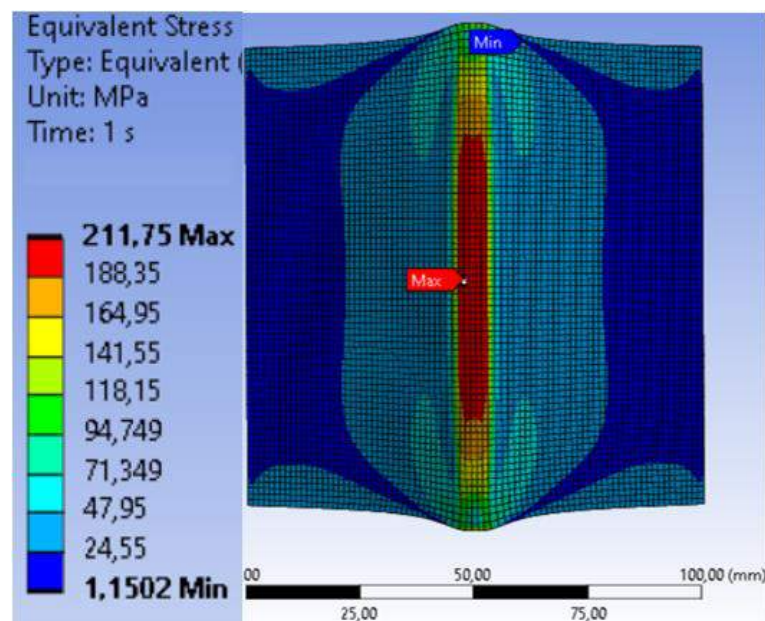 Equivalent Stress
Type: Equivalent (
Unit: MPa
Time: 1 s
211,75 Max
188,35
164,95
141,55
118,15
94,749
71,349
47,95
24,55
1,1502 Min
Min
Max
00
50,00
100,00 (mm)
25,00
75,00